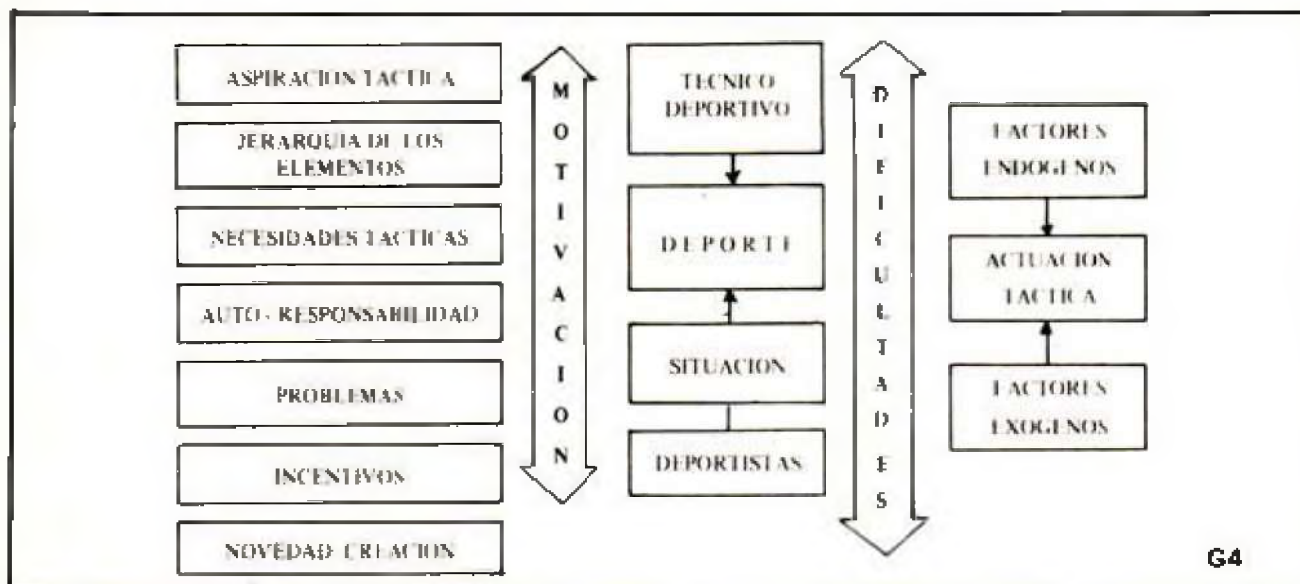 ASPIRACION TACTICA
JERARQUIA DE LOS
ELEMENTOS
NECESIDADES TACTICAS
AUTO - RESPONSABILIDAD
PROBLEMAS
INCENTIVOS
NOVEDAD CREACION
MOTIVACION
TECNICO
DEPORTIVO
DEPORTE
SITUACION
DEPORTISTAS
DIFICULTADES
FACTORES
ENDOGENOS
ACTUACION
TACTICA
FACTORES
EXOGENOS
G4